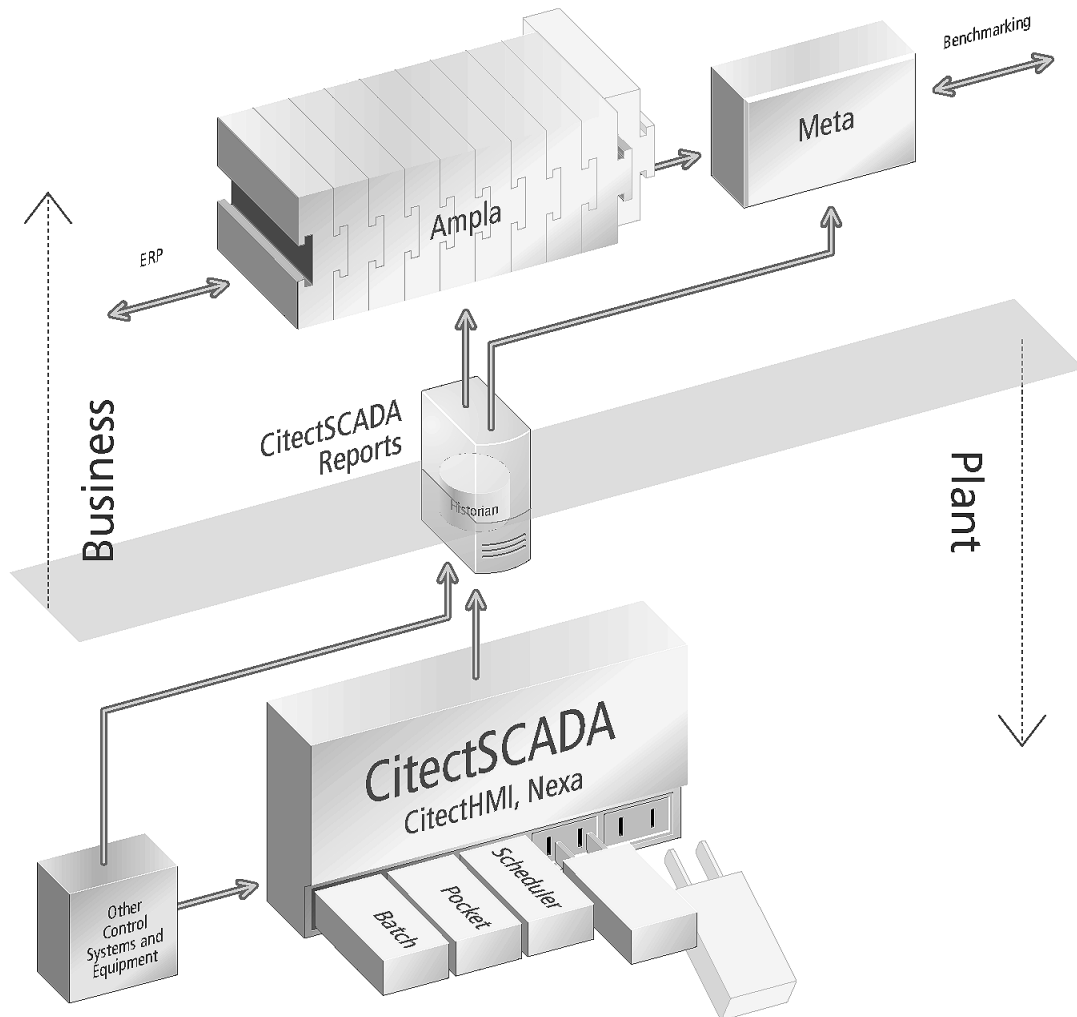 Benchmarking
Meta
Ampla
ERP
CitectSCADA
Reports
Historian
Business
Plant
CitectSCADA
CitectHMI, Nexa
Scheduler
Pocket
Batch
Other
Control
Systems and
Equipment